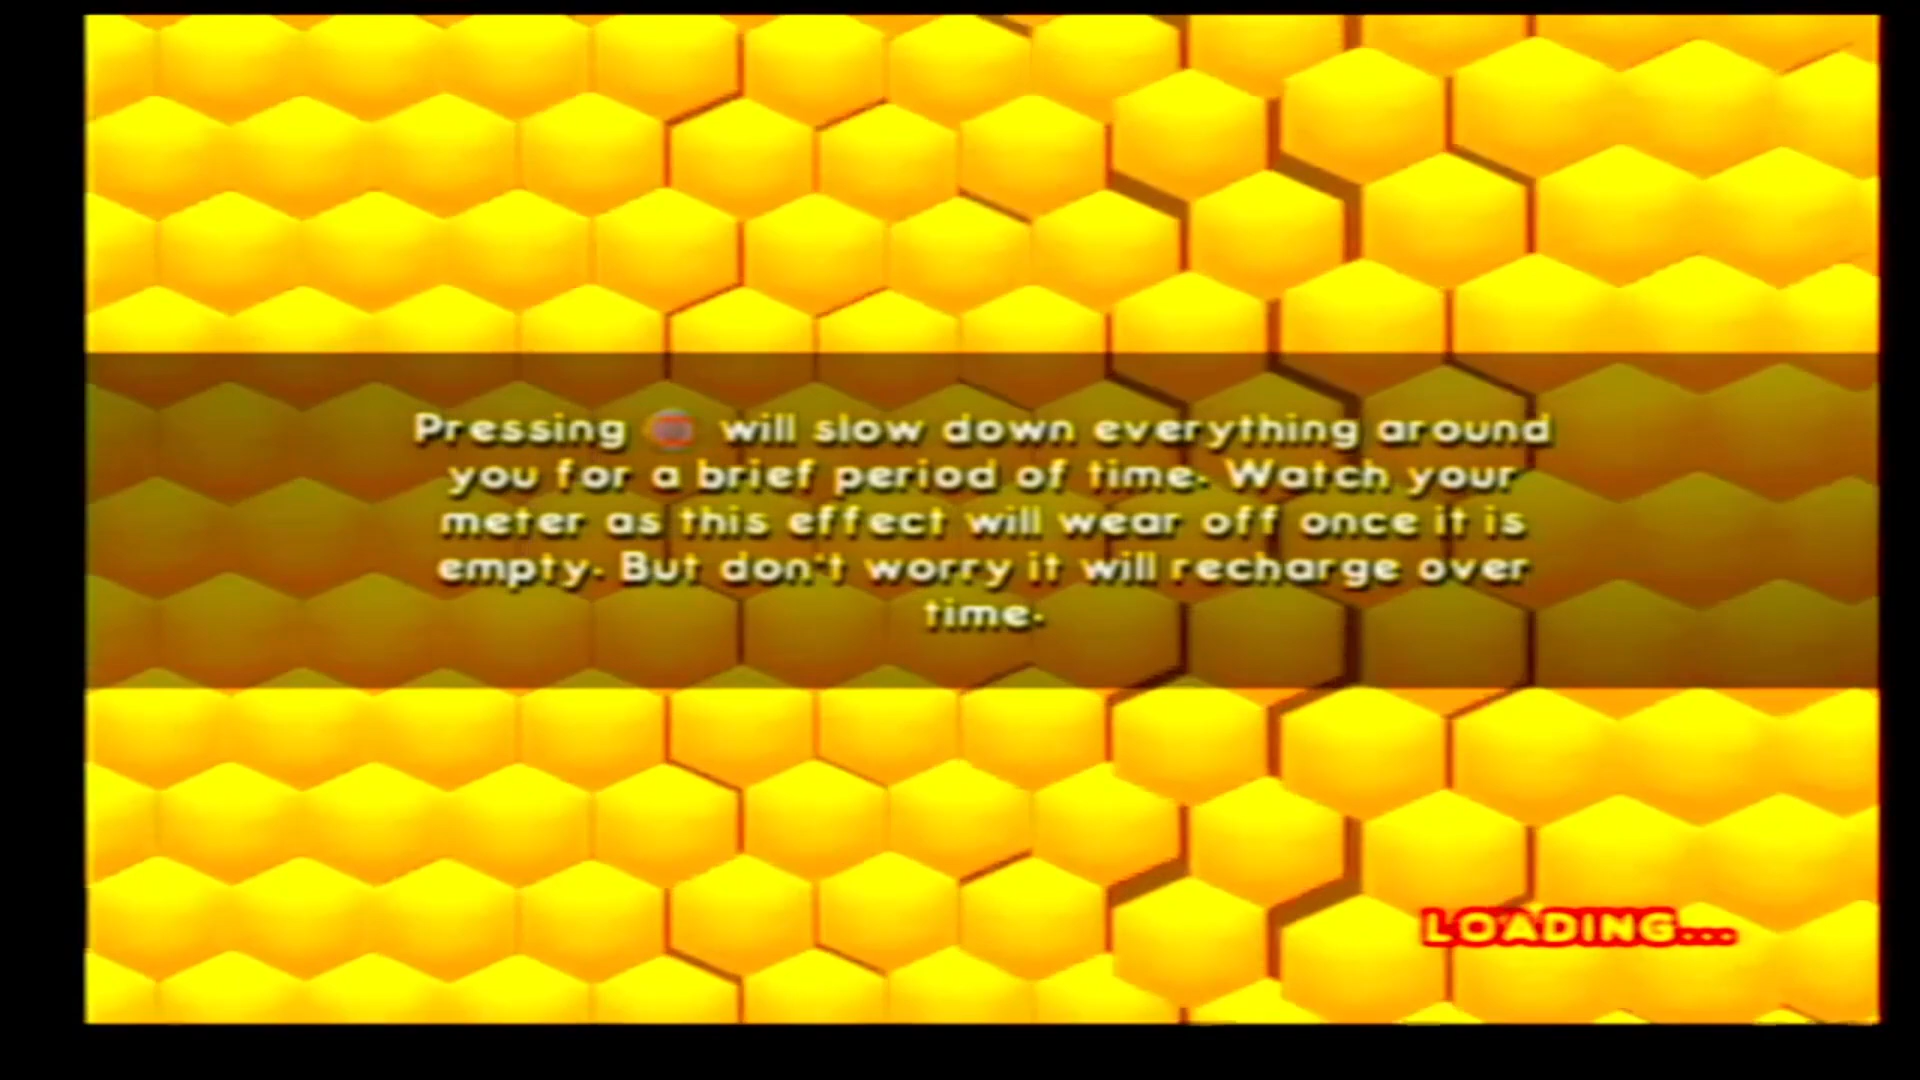 Pressing will slow down everything around
you for a brief period of time. Watch your
meter as this effect will wear off once it is
empty. But don't worry it will recharge over
time.
LOADING...